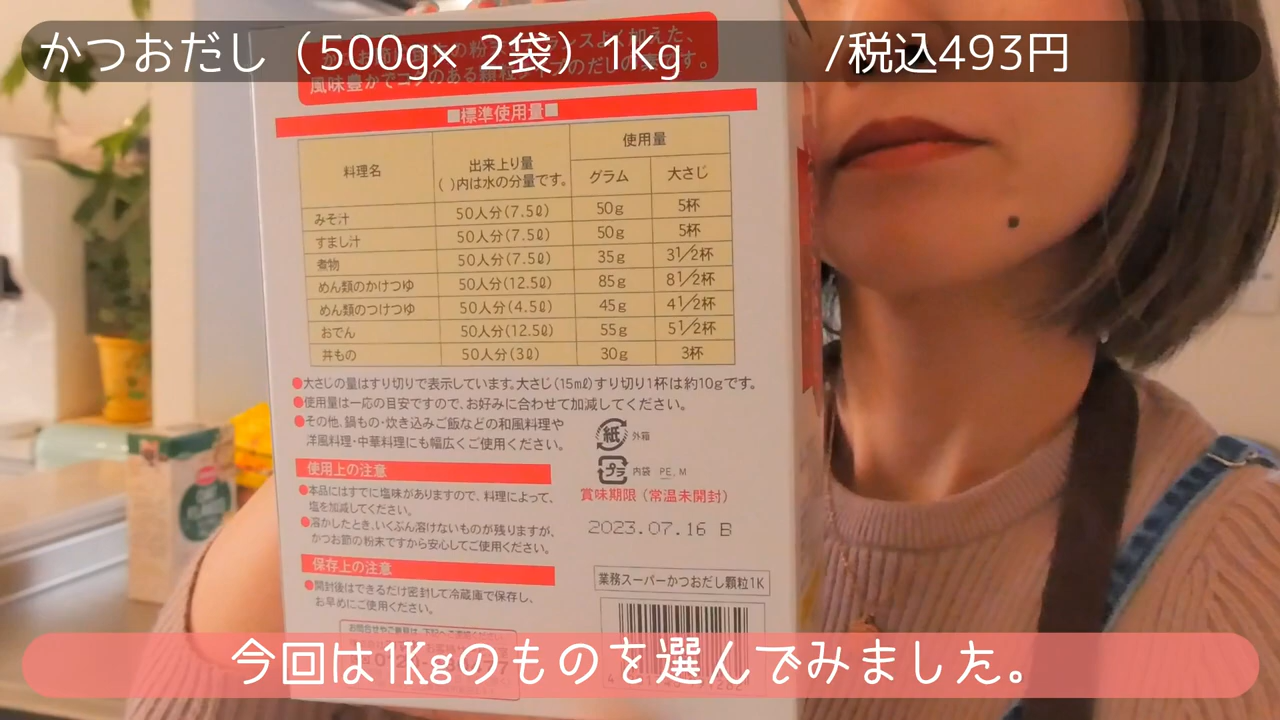 かつおだし（500g× 2袋）1Kg /税込493円
風味豊かでコクのある顆粒タイプのだしの素です。
■標準使用量■
料理名 出来上り量 （ ）内は水の分量です。 使用量 グラム 大さじ
みそ汁 50人分（7.5ℓ） 50g 5杯
すまし汁 50人分（7.5ℓ） 50g 5杯
煮物 50人分（7.5ℓ） 35g 3 1/2杯
めん類のかけつゆ 50人分（12.5ℓ） 85g 8 1/2杯
めん類のつけつゆ 50人分（4.5ℓ） 45g 4 1/2杯
おでん 50人分（12.5ℓ） 55g 5 1/2杯
丼もの 50人分（3ℓ） 30g 3杯
●大さじの量はすり切りで表示しています。大さじ（15mℓ）すり切り1杯は約10gです。
●使用量は一応の目安ですので、お好みに合わせて加減してください。
●その他、鍋もの・炊き込みご飯などの和風料理や
洋風料理・中華料理にも幅広くご使用ください。
紙 外箱
プラ 内袋 PE, M
使用上の注意
●本品にはすでに塩味がありますので、料理によって、
塩を加減してください。
●溶かしたとき、いくぶん溶けないものが残りますが、
かつお節の粉末ですから安心してご使用ください。
賞味期限（常温未開封）
2023.07.16 B
保存上の注意
●開封後はできるだけ密封して冷蔵庫で保存し、
お早めにご使用ください。
業務スーパーかつおだし顆粒1K
今回は1Kgのものを選んでみました。